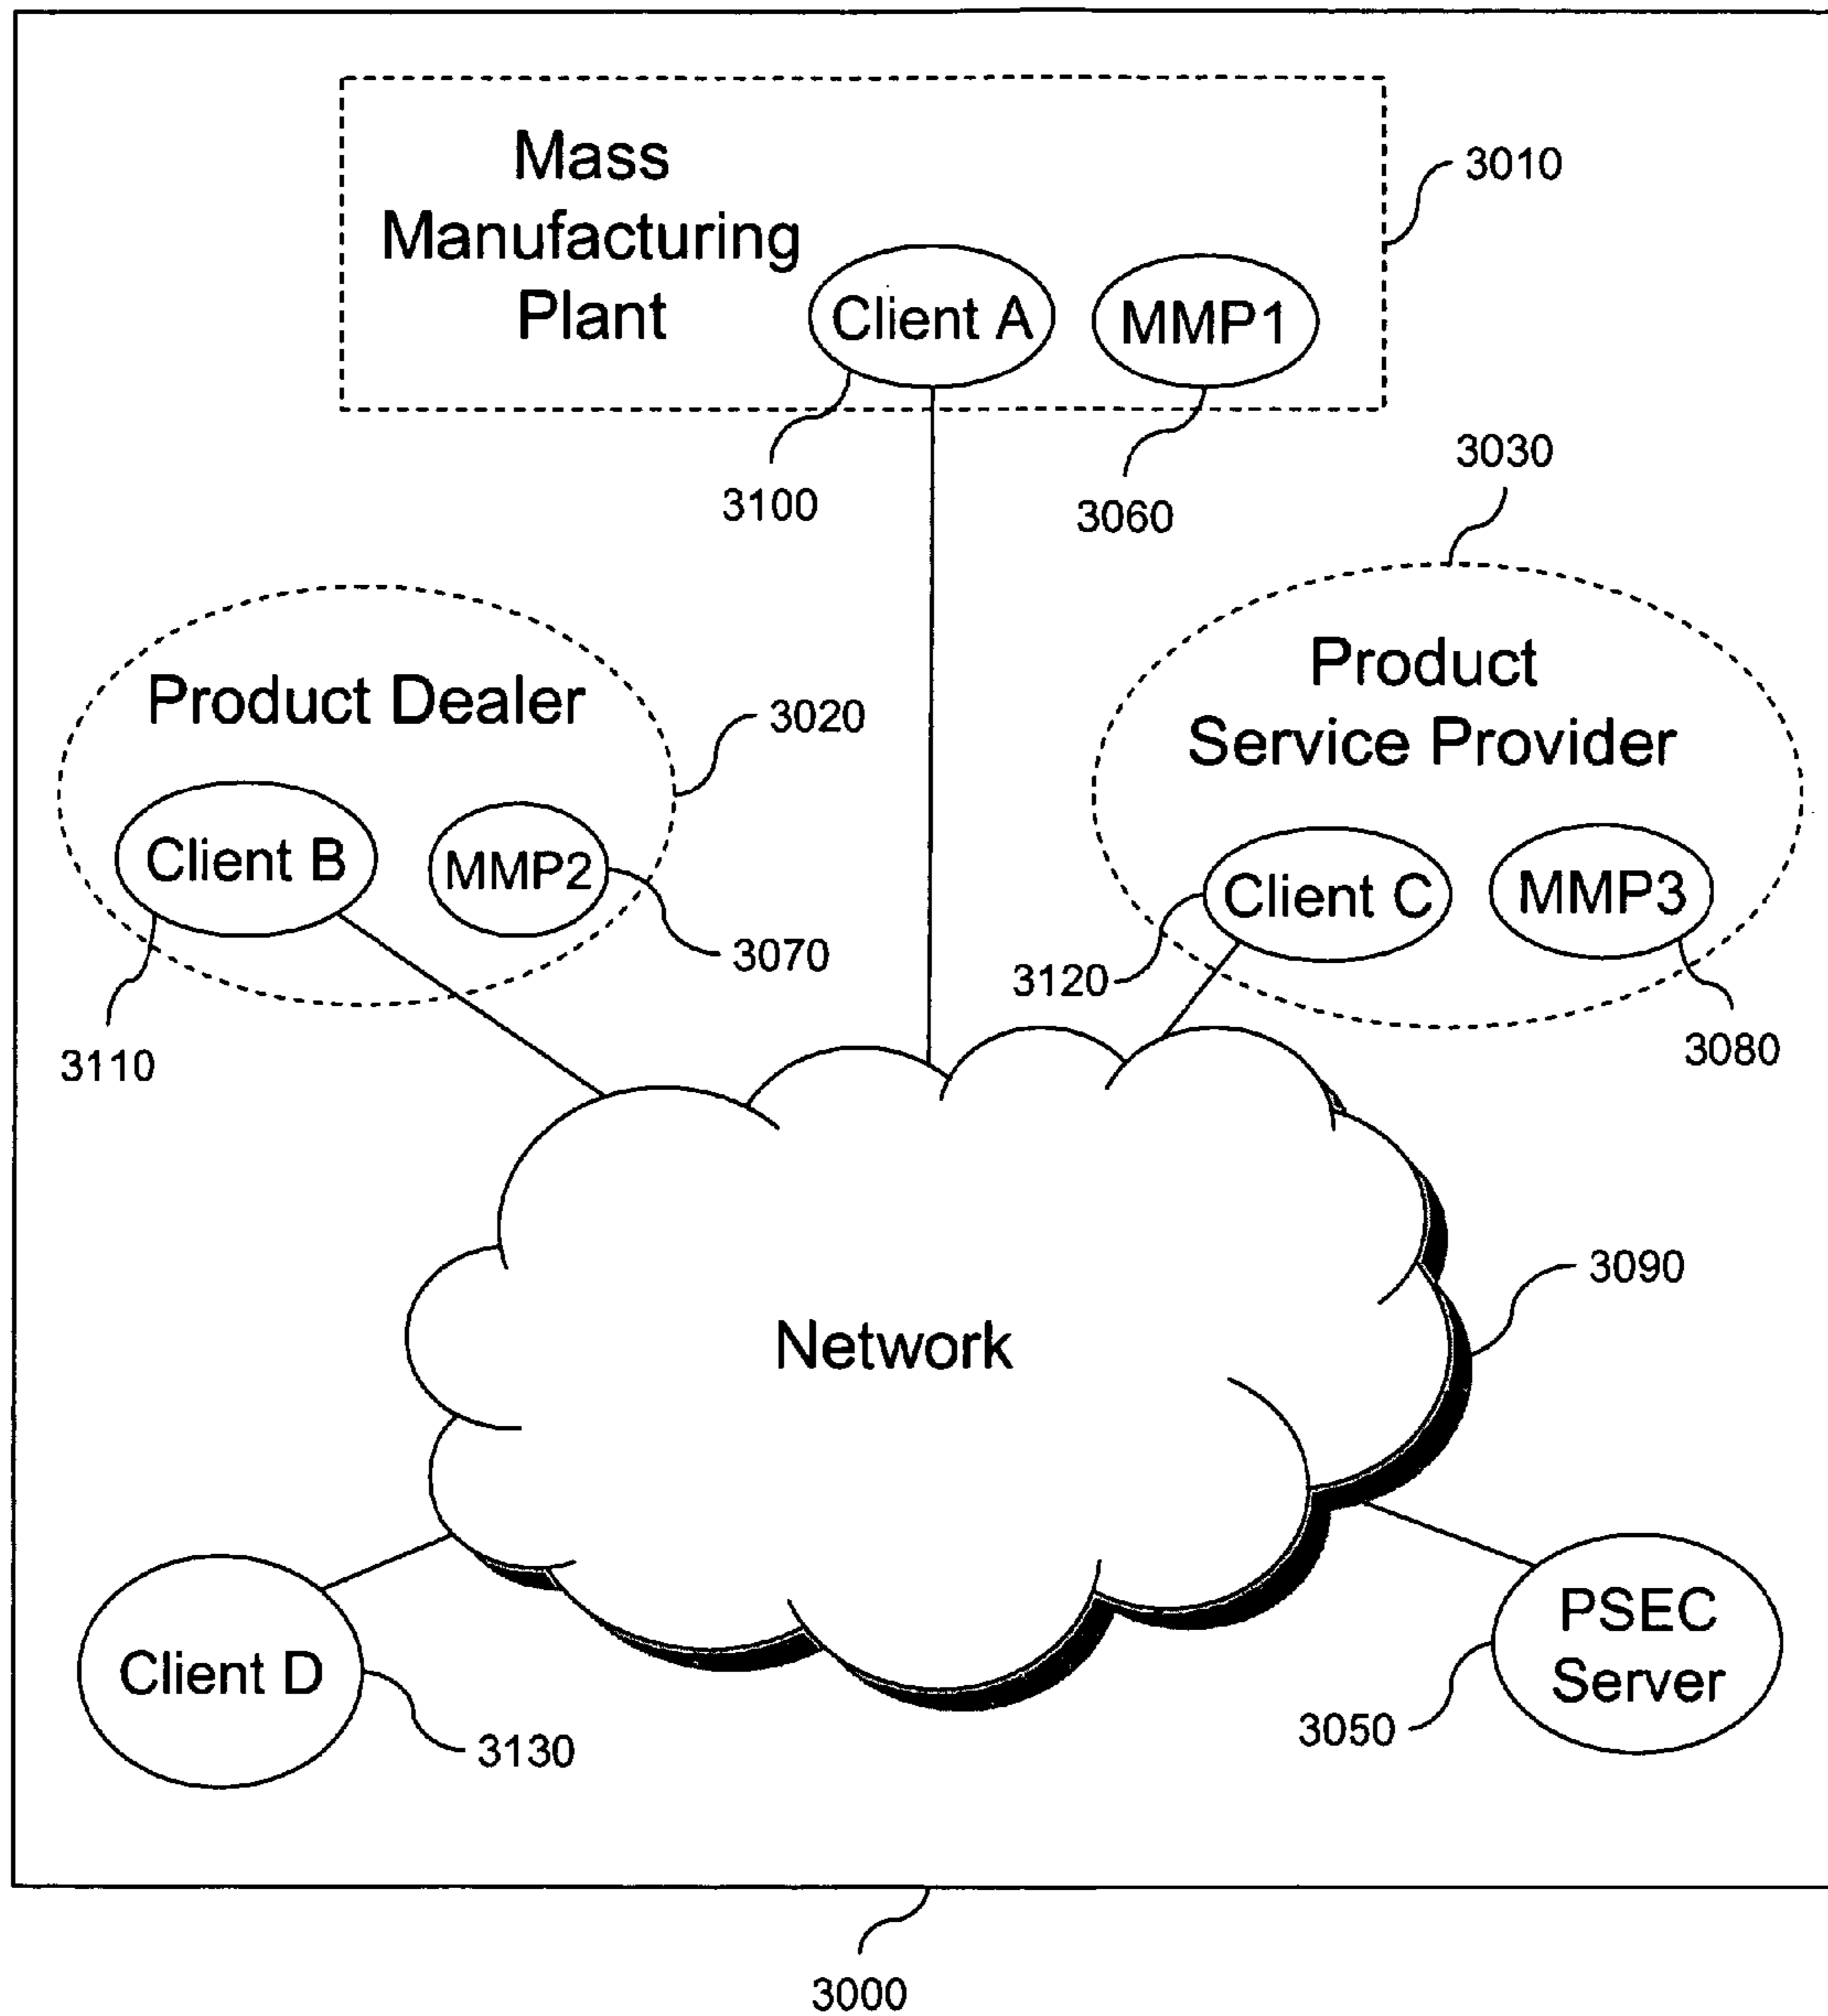 Mass
Manufacturing
Plant
Client A
MMP1
3010
3100
3060
3030
Product Dealer
3020
Client B
MMP2
3070
3110
Product
Service Provider
Client C
MMP3
3120
3080
Network
3090
Client D
3130
PSEC
Server
3050
3000